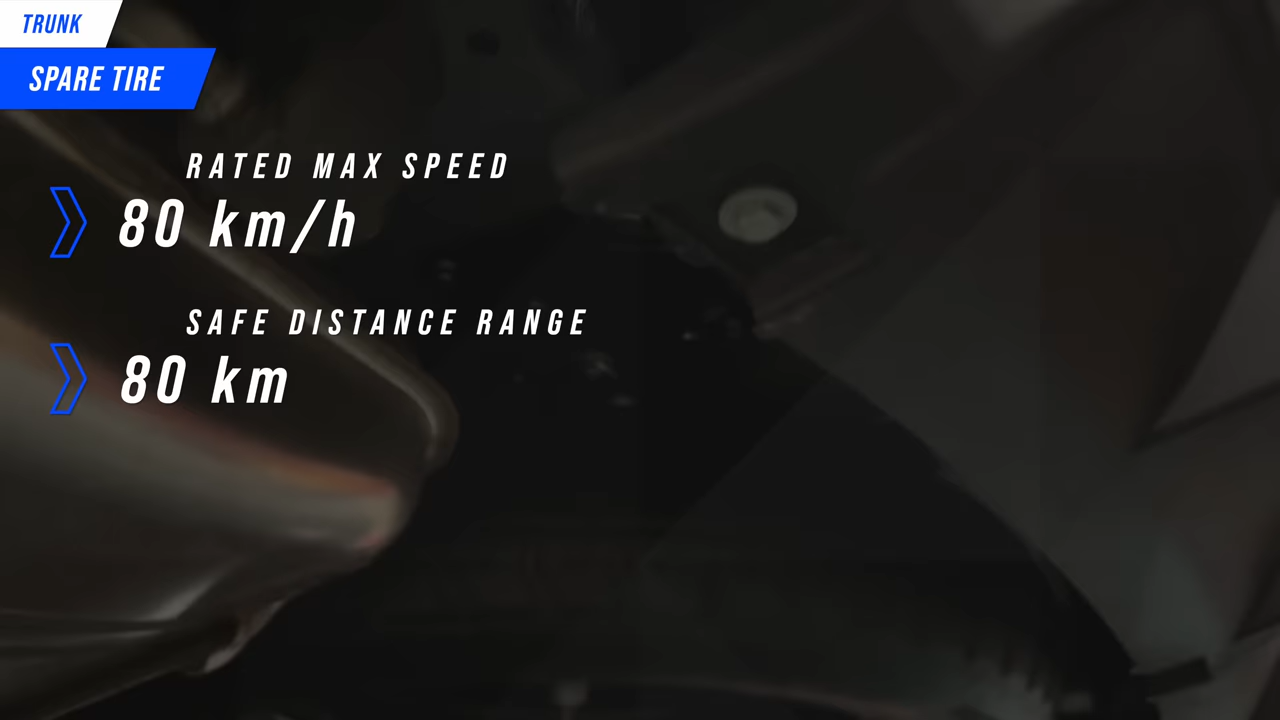 TRUNK
SPARE TIRE
RATED MAX SPEED
80 km/h
SAFE DISTANCE RANGE
80 km